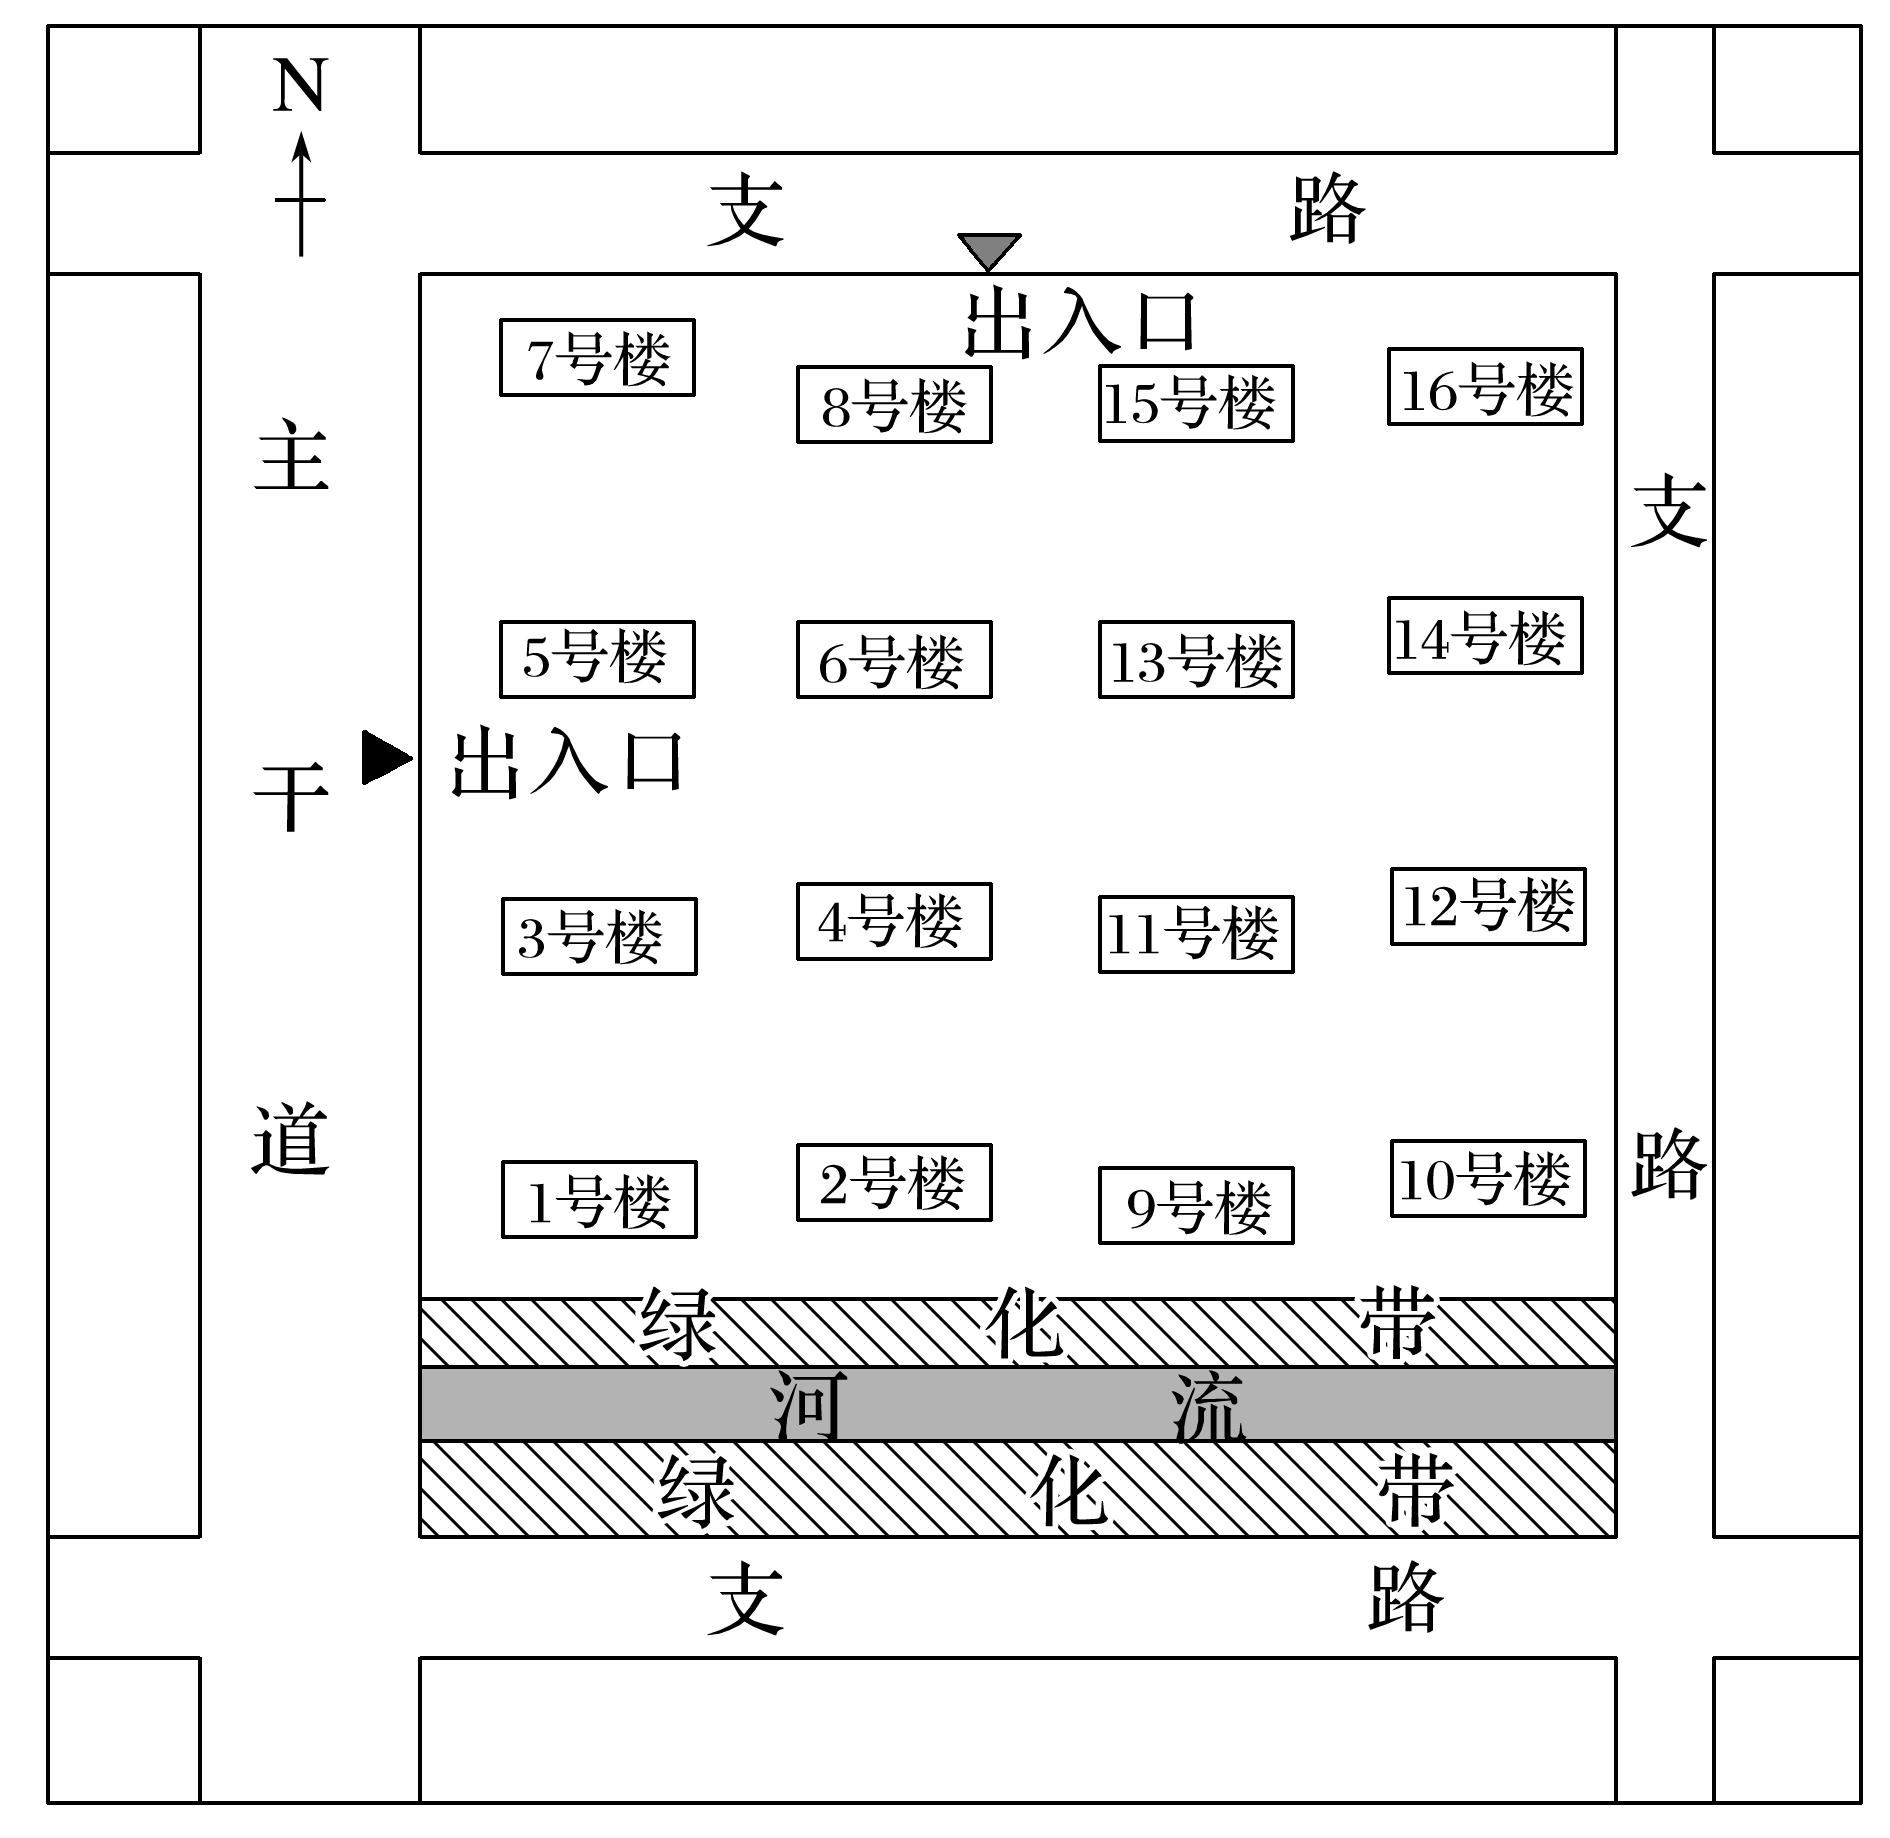 N
支路
出入口
7号楼
8号楼
15号楼
16号楼
主干道
支路
5号楼
6号楼
13号楼
14号楼
出入口
3号楼
4号楼
11号楼
12号楼
1号楼
2号楼
9号楼
10号楼
绿化带
河流
绿化带
支路